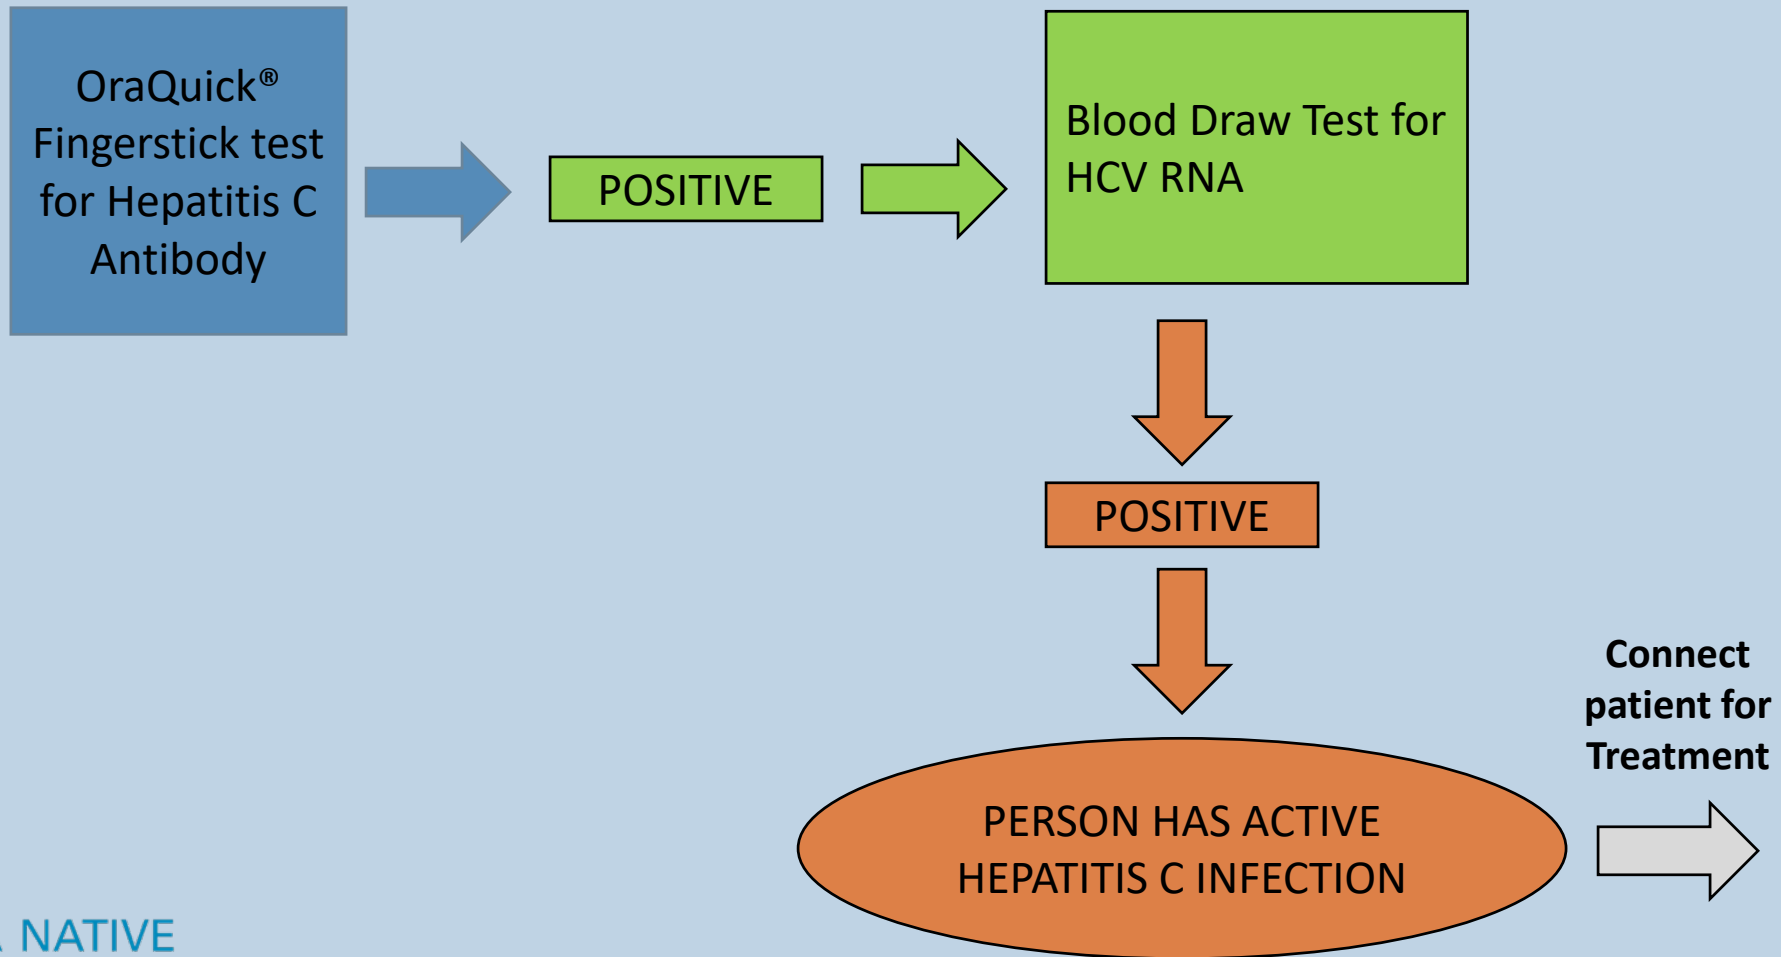 OraQuick®
Fingerstick test
for Hepatitis C
Antibody
POSITIVE
Blood Draw Test for
HCV RNA
POSITIVE
Connect
patient for
Treatment
PERSON HAS ACTIVE
HEPATITIS C INFECTION
NATIVE